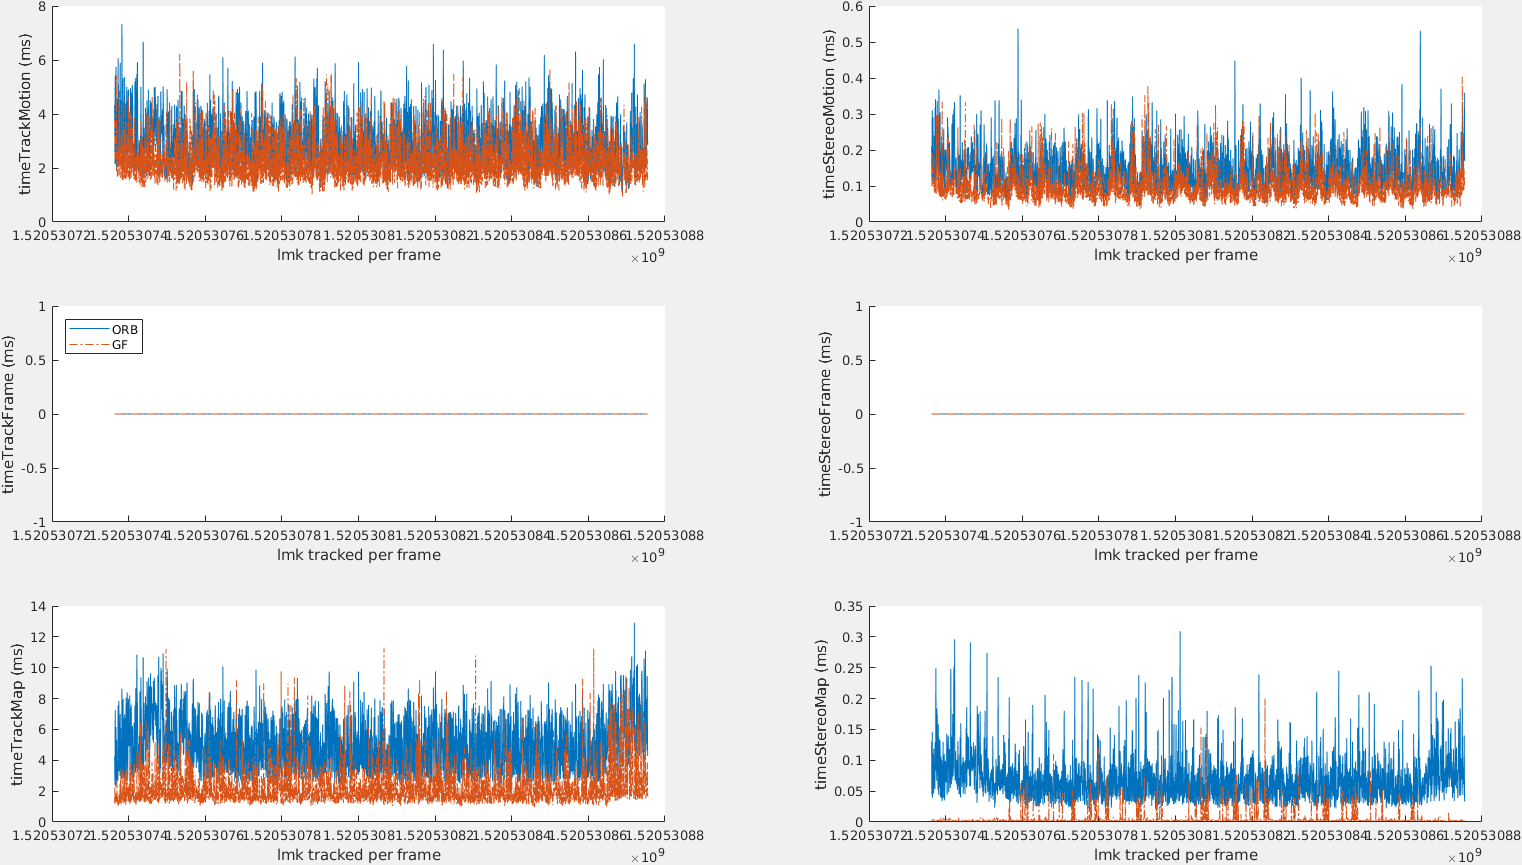 timeTrackMotion (ms)
8
6
4
2
0
1.52053072 1.52053074 1.52053076 1.52053078 1.5205308 1.52053082 1.52053084 1.52053086 1.52053088
lmk tracked per frame
×10^9
timeStereoMotion (ms)
0.6
0.5
0.4
0.3
0.2
0.1
0
1.52053072 1.52053074 1.52053076 1.52053078 1.5205308 1.52053082 1.52053084 1.52053086 1.52053088
lmk tracked per frame
×10^9
timeTrackFrame (ms)
1
0.5
0
-0.5
-1
ORB
GF
1.52053072 1.52053074 1.52053076 1.52053078 1.5205308 1.52053082 1.52053084 1.52053086 1.52053088
lmk tracked per frame
×10^9
timeStereoFrame (ms)
1
0.5
0
-0.5
-1
1.52053072 1.52053074 1.52053076 1.52053078 1.5205308 1.52053082 1.52053084 1.52053086 1.52053088
lmk tracked per frame
×10^9
timeTrackMap (ms)
14
12
10
8
6
4
2
0
1.52053072 1.52053074 1.52053076 1.52053078 1.5205308 1.52053082 1.52053084 1.52053086 1.52053088
lmk tracked per frame
×10^9
timeStereoMap (ms)
0.35
0.3
0.25
0.2
0.15
0.1
0.05
0
1.52053072 1.52053074 1.52053076 1.52053078 1.5205308 1.52053082 1.52053084 1.52053086 1.52053088
lmk tracked per frame
×10^9